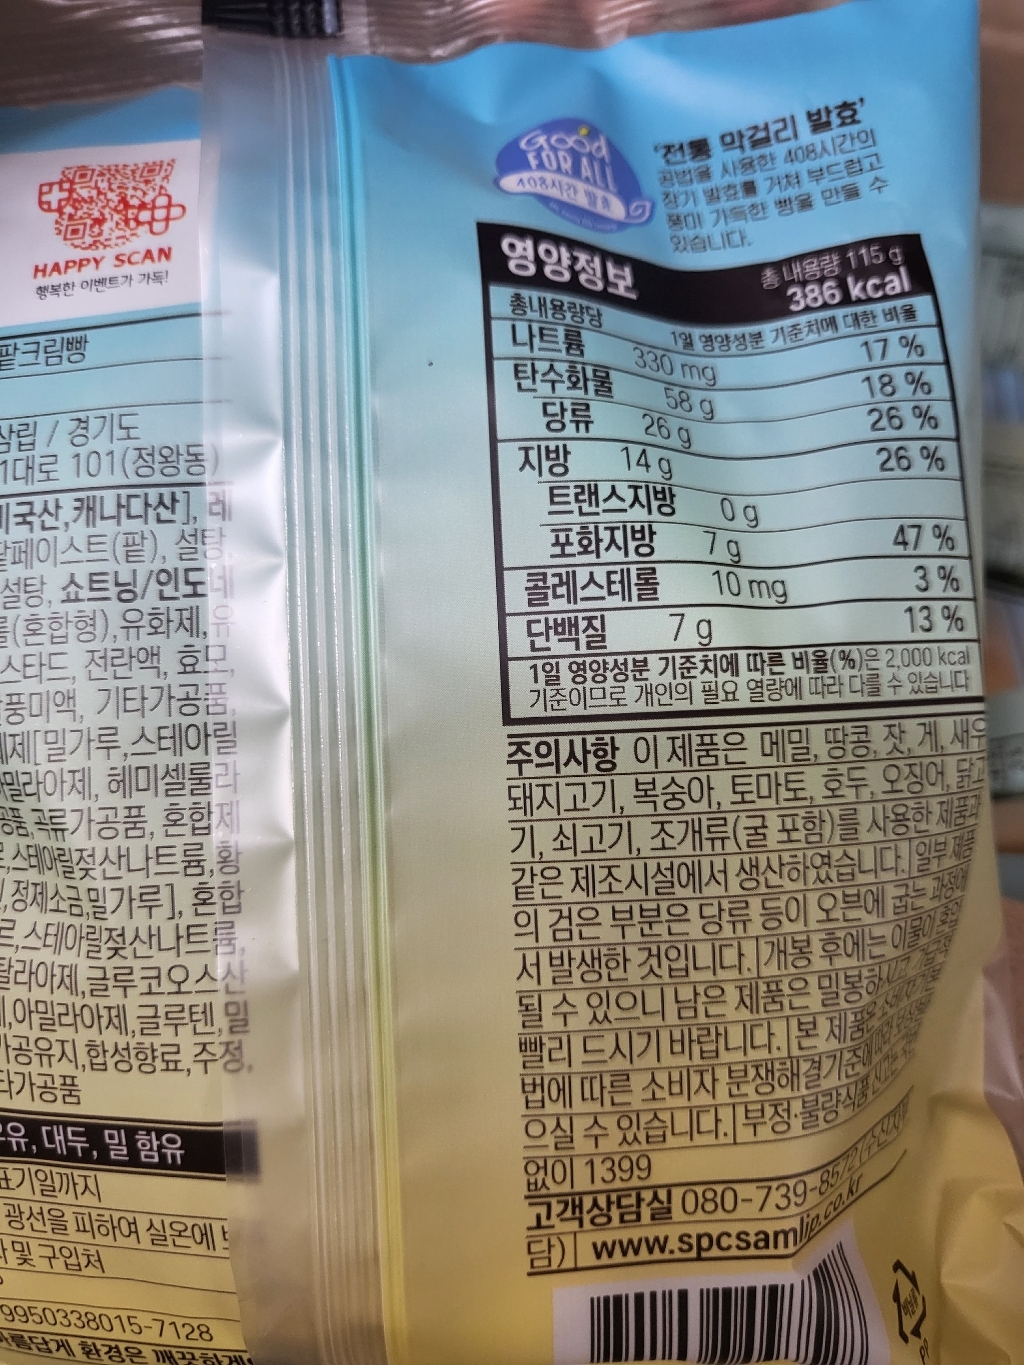 HAPPY SCAN
행복한 이벤트가 가득!
팥크림빵
삼립 / 경기도
1대로 101(정왕동)
미국산,캐나다산], 레
팥페이스트(팥), 설탕,
설탕, 쇼트닝/인도네
(혼합형),유화제,유
스타드, 전란액, 효모,
풍미액, 기타가공품,
제[밀가루,스테아릴
밀라아제, 헤미셀룰라
곡류가공품, 혼합제
스테아릴젖산나트륨,황
정제소금,밀가루], 혼합
스테아릴젖산나트륨,
탈라아제,글루코오스산
아밀라아제,글루텐,밀
가공유지,합성향료,주정,
타가공품
우유, 대두, 밀 함유
표기일까지
광선을 피하여 실온에
및 구입처
9950338015-7128
아름답게 환경은 깨끗하게
Good
FOR ALL
408시간 발효
'전통 막걸리 발효'
공법을 사용한 408시간의
장기 발효를 거쳐 부드럽고
풍미 가득한 빵을 만들 수
있습니다.
영양정보 총 내용량 115 g
386 kcal
총내용량당 1일 영양성분 기준치에 대한 비율
나트륨 330 mg 17 %
탄수화물 58 g 18 %
당류 26 g 26 %
지방 14 g 26 %
트랜스지방 0 g
포화지방 7 g 47 %
콜레스테롤 10 mg 3 %
단백질 7 g 13 %
1일 영양성분 기준치에 따른 비율(%)은 2,000 kcal
기준이므로 개인의 필요 열량에 따라 다를 수 있습니다
주의사항 이 제품은 메밀, 땅콩, 잣, 게, 새우
돼지고기, 복숭아, 토마토, 호두, 오징어, 닭고
기, 쇠고기, 조개류(굴 포함)를 사용한 제품과
같은 제조시설에서 생산하였습니다.|일부 제품
의 검은 부분은 당류 등이 오븐에 굽는 과정에
서 발생한 것입니다.|개봉 후에는 이물이 혼입
될 수 있으니 남은 제품은 밀봉하시고,
빨리 드시기 바랍니다.|본 제품은
법에 따른 소비자 분쟁해결기준에 따라
으실 수 있습니다.|부정·불량식품 신고는
없이 1399
고객상담실 080-739-8572
담)|www.spcsamlip.co.kr